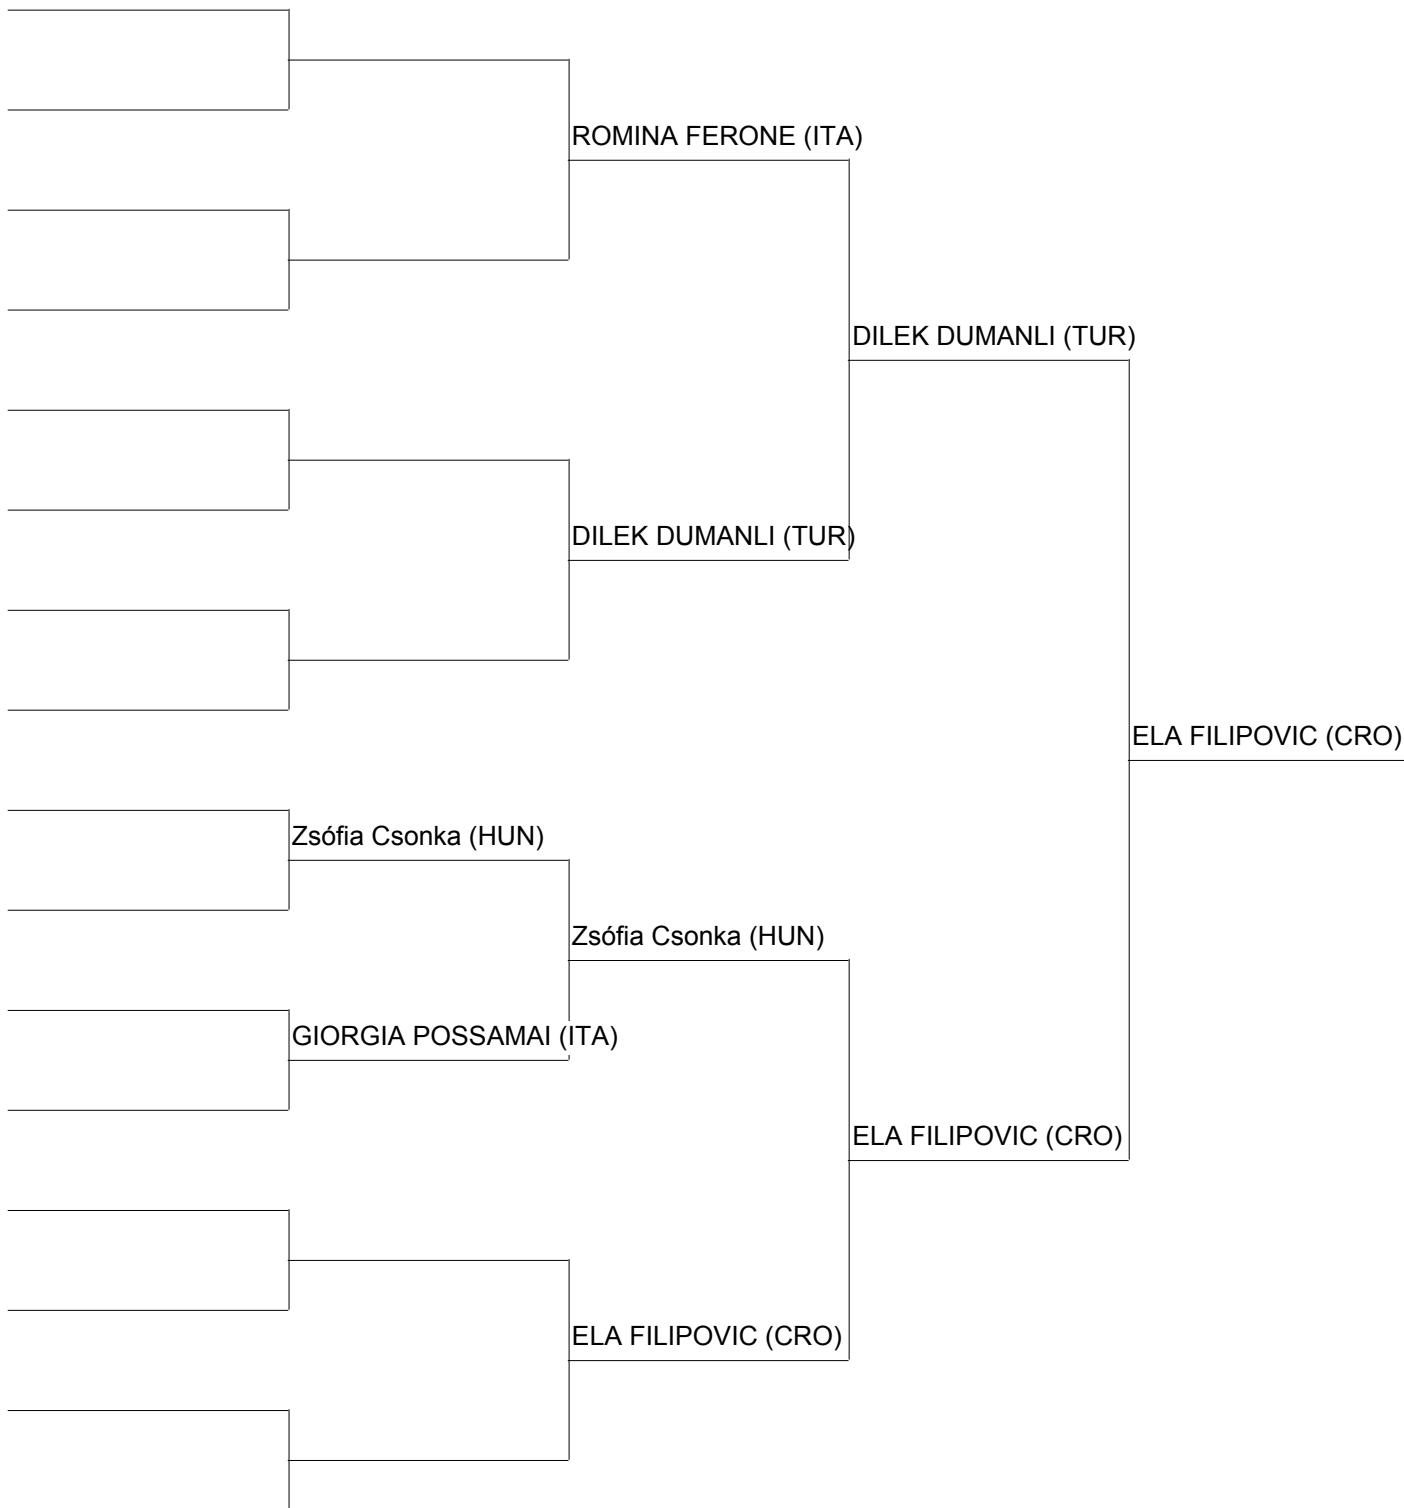 ROMINA FERONE (ITA)
DILEK DUMANLI (TUR)
DILEK DUMANLI (TUR)
ELA FILIPOVIC (CRO)
Zsófia Csonka (HUN)
Zsófia Csonka (HUN)
GIORGIA POSSAMAI (ITA)
ELA FILIPOVIC (CRO)
ELA FILIPOVIC (CRO)